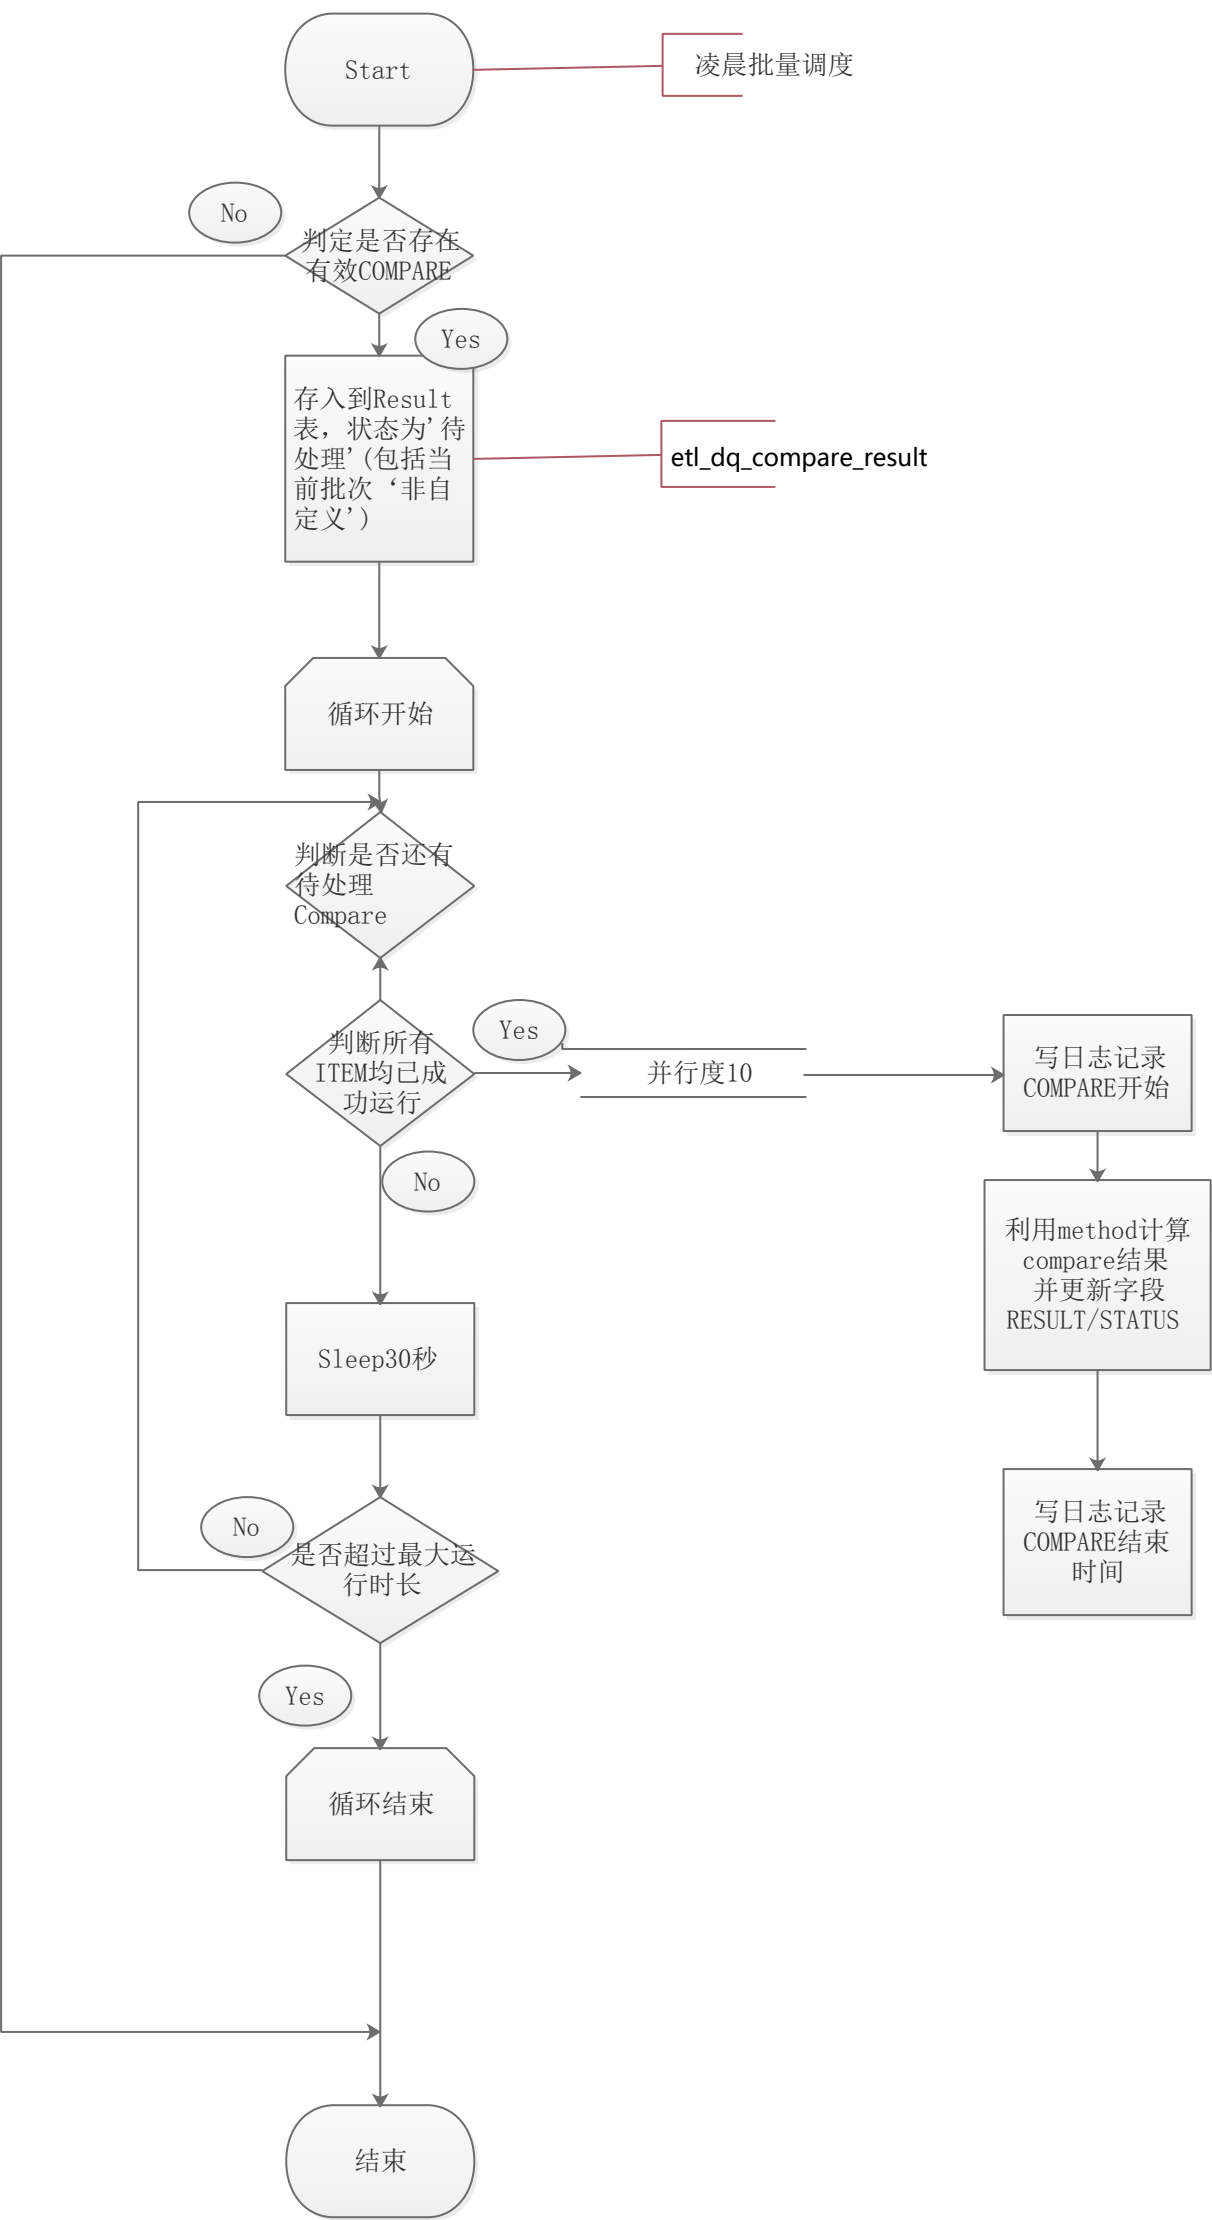 Start
凌晨批量调度
No
判定是否存在
有效COMPARE
Yes
存入到Result
表，状态为'待
处理'(包括当
前批次‘非自
定义')
etl_dq_compare_result
循环开始
判断是否还有
待处理
Compare
判断所有
ITEM均已成
功运行
Yes
并行度10
写日志记录
COMPARE开始
No
利用method计算
compare结果
并更新字段
RESULT/STATUS
Sleep30秒
写日志记录
COMPARE结束
时间
No
是否超过最大运
行时长
Yes
循环结束
结束